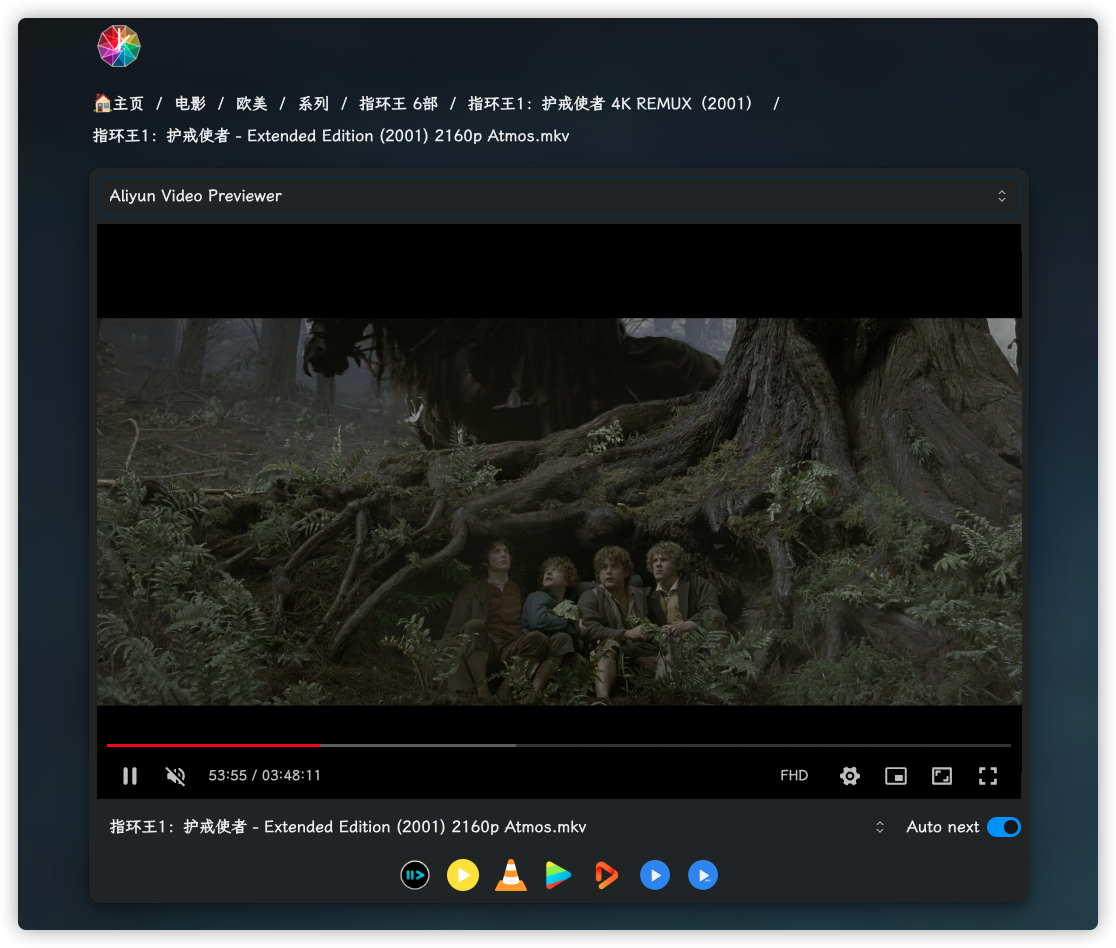 主页 / 电影 / 欧美 / 系列 / 指环王 6部 / 指环王1：护戒使者 4K REMUX（2001） /
指环王1：护戒使者 - Extended Edition (2001) 2160p Atmos.mkv
Aliyun Video Previewer
53:55 / 03:48:11 FHD
指环王1：护戒使者 - Extended Edition (2001) 2160p Atmos.mkv Auto next